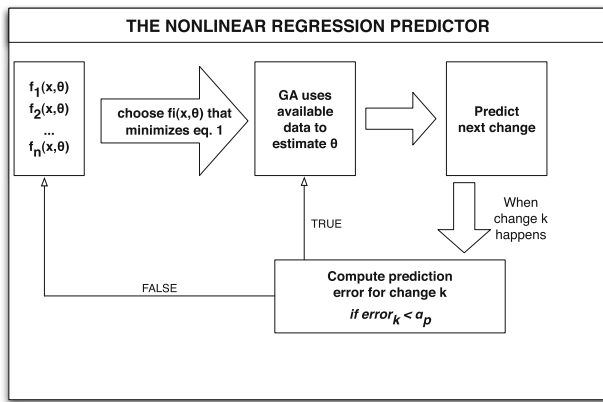 THE NONLINEAR REGRESSION PREDICTOR
f1(x,θ)
f2(x,θ)
...
fn(x,θ)
choose fi(x,θ) that
minimizes eq. 1
GA uses
available
data to
estimate θ
Predict
next change
When
change k
happens
TRUE
Compute prediction
error for change k
if errork < αp
FALSE